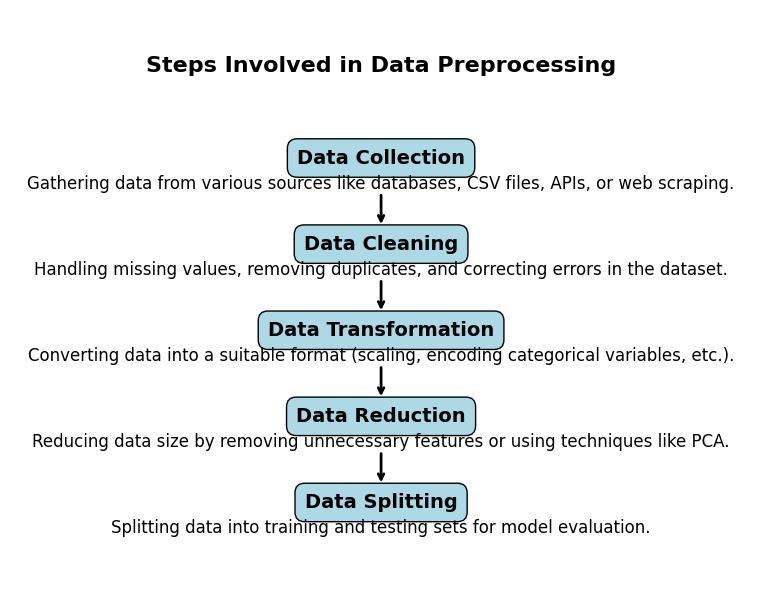 Steps Involved in Data Preprocessing
Data Collection
Gathering data from various sources like databases, CSV files, APIs, or web scraping.
Data Cleaning
Handling missing values, removing duplicates, and correcting errors in the dataset.
Data Transformation
Converting data into a suitable format (scaling, encoding categorical variables, etc.).
Data Reduction
Reducing data size by removing unnecessary features or using techniques like PCA.
Data Splitting
Splitting data into training and testing sets for model evaluation.